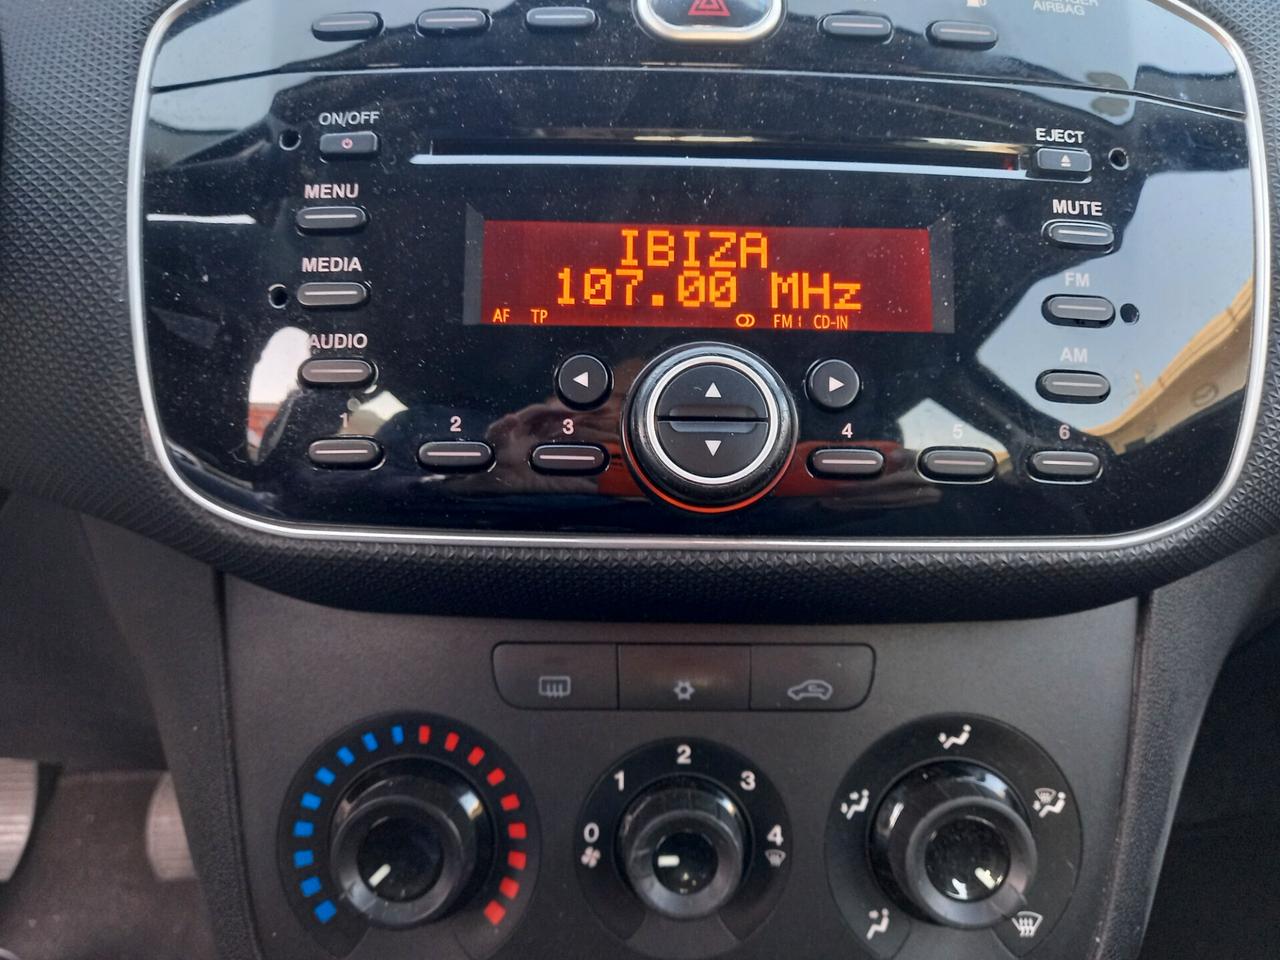 AIRBAG
ON/OFF
EJECT
MENU
MUTE
IBIZA
107.00 MHz
AF TP FM1 CD-IN
MEDIA
FM
AUDIO
AM
1 2 3 4 5 6
0 1 2 3 4